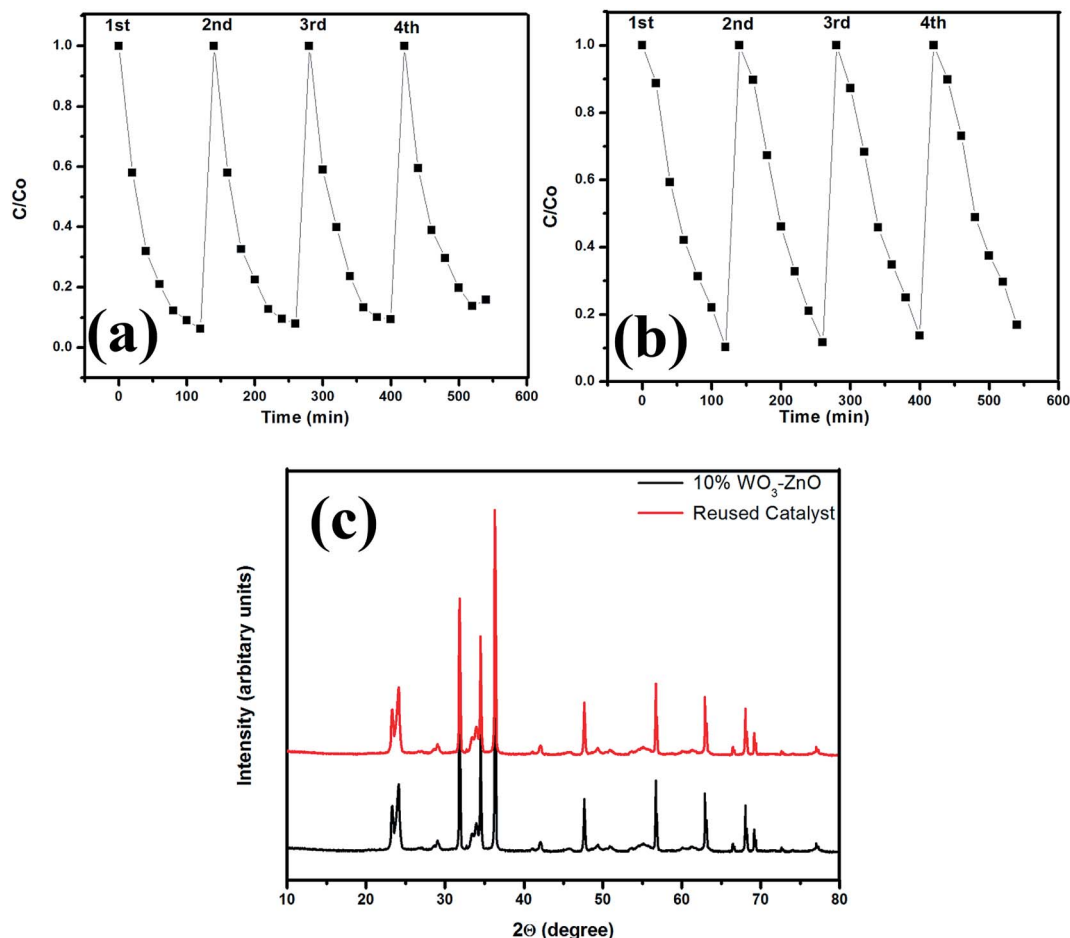 1st 2nd 3rd 4th
1.0
0.8
0.6
0.4
0.2
0.0
C/Co
(a)
0 100 200 300 400 500 600
Time (min)
1st 2nd 3rd 4th
1.0
0.8
0.6
0.4
0.2
0.0
C/Co
(b)
0 100 200 300 400 500 600
Time (min)
(c)
10% WO₃-ZnO
Reused Catalyst
Intensity (arbitary units)
10 20 30 40 50 60 70 80
2Θ (degree)